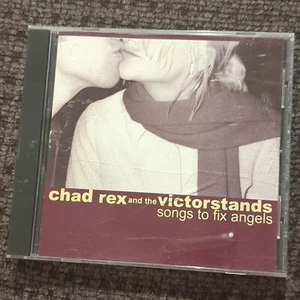 chad rex and the victorstands
songs to fix angels